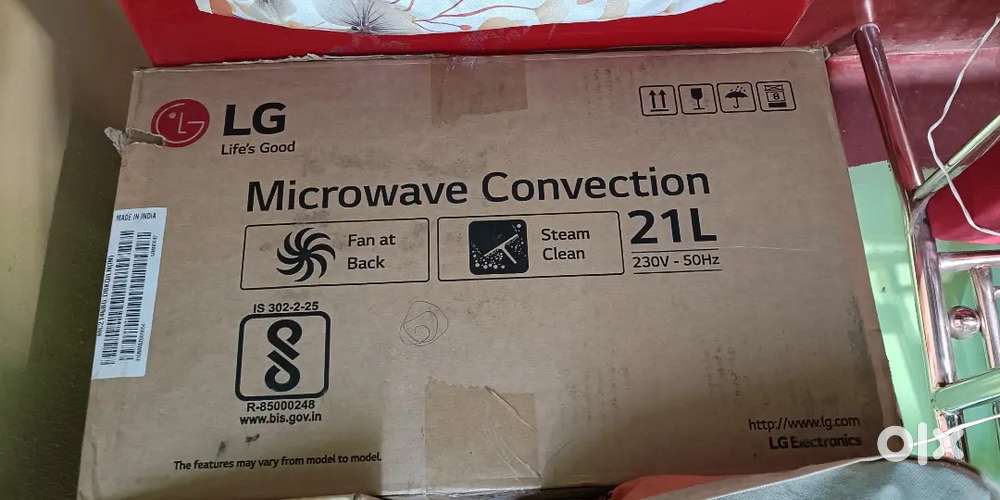 LG
Life's Good
Microwave Convection
MADE IN INDIA
Fan at
Back
Steam
Clean
21L
230V - 50Hz
IS 302-2-25
R-85000248
www.bis.gov.in
The features may vary from model to model.
http://www.lg.com
LG Electronics
olx